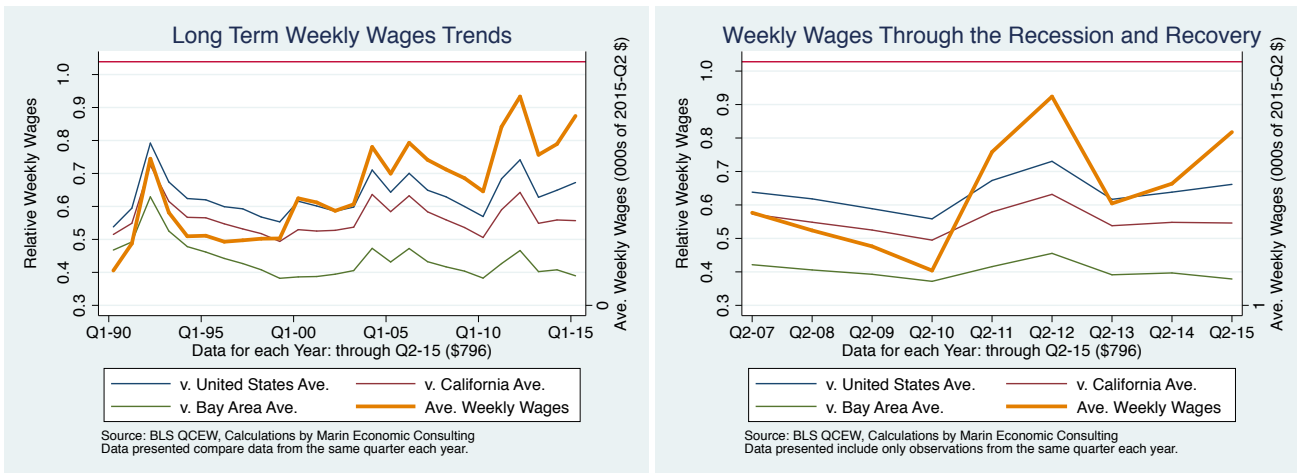 Long Term Weekly Wages Trends
Relative Weekly Wages
1.0
0.9
0.8
0.7
0.6
0.5
0.4
0.3
Ave. Weekly Wages (000s of 2015-Q2 $)
0
Q1-90 Q1-95 Q1-00 Q1-05 Q1-10 Q1-15
Data for each Year: through Q2-15 ($796)
v. United States Ave. v. California Ave.
v. Bay Area Ave. Ave. Weekly Wages
Source: BLS QCEW, Calculations by Marin Economic Consulting
Data presented compare data from the same quarter each year.
Weekly Wages Through the Recession and Recovery
Relative Weekly Wages
1.0
0.9
0.8
0.7
0.6
0.5
0.4
0.3
Ave. Weekly Wages (000s of 2015-Q2 $)
1
Q2-07 Q2-08 Q2-09 Q2-10 Q2-11 Q2-12 Q2-13 Q2-14 Q2-15
Data for each Year: through Q2-15 ($796)
v. United States Ave. v. California Ave.
v. Bay Area Ave. Ave. Weekly Wages
Source: BLS QCEW, Calculations by Marin Economic Consulting
Data presented include only observations from the same quarter each year.